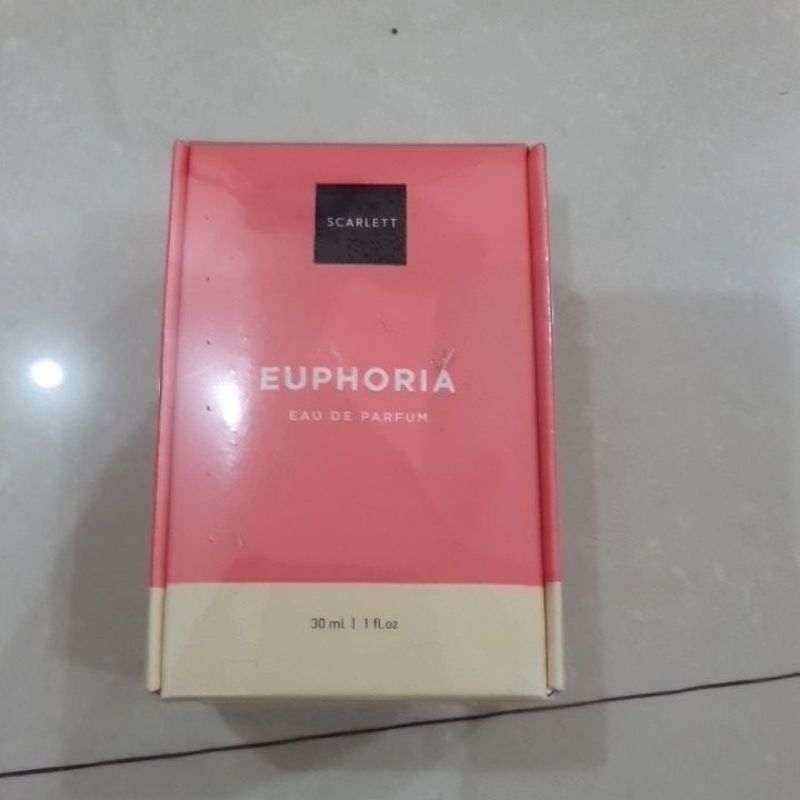 SCARLETT
EUPHORIA
EAU DE PARFUM
30 ml | 1 fl.oz